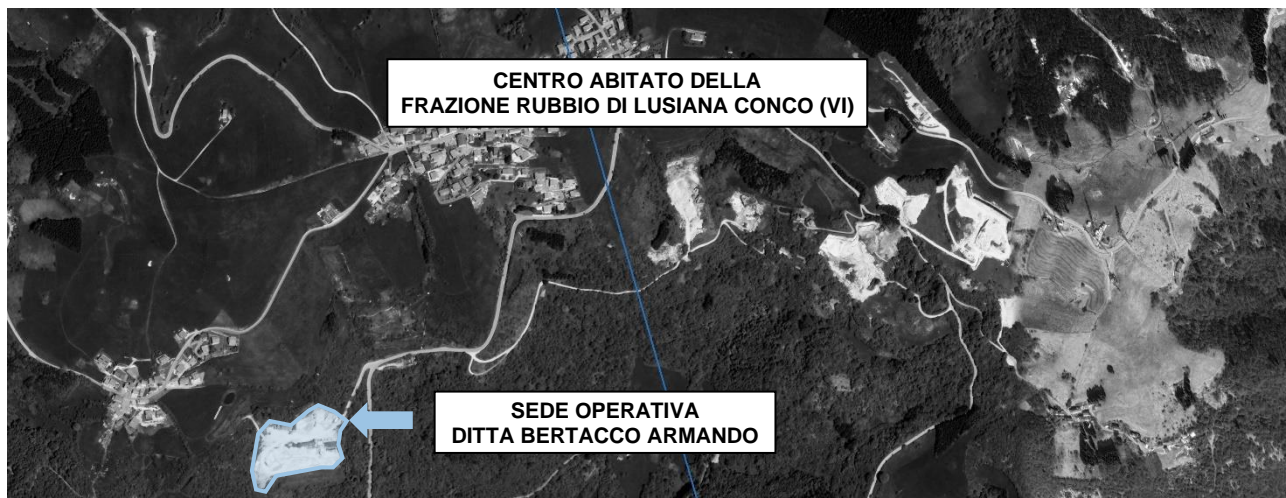 CENTRO ABITATO DELLA
FRAZIONE RUBBIO DI LUSIANA CONCO (VI)
SEDE OPERATIVA
DITTA BERTACCO ARMANDO